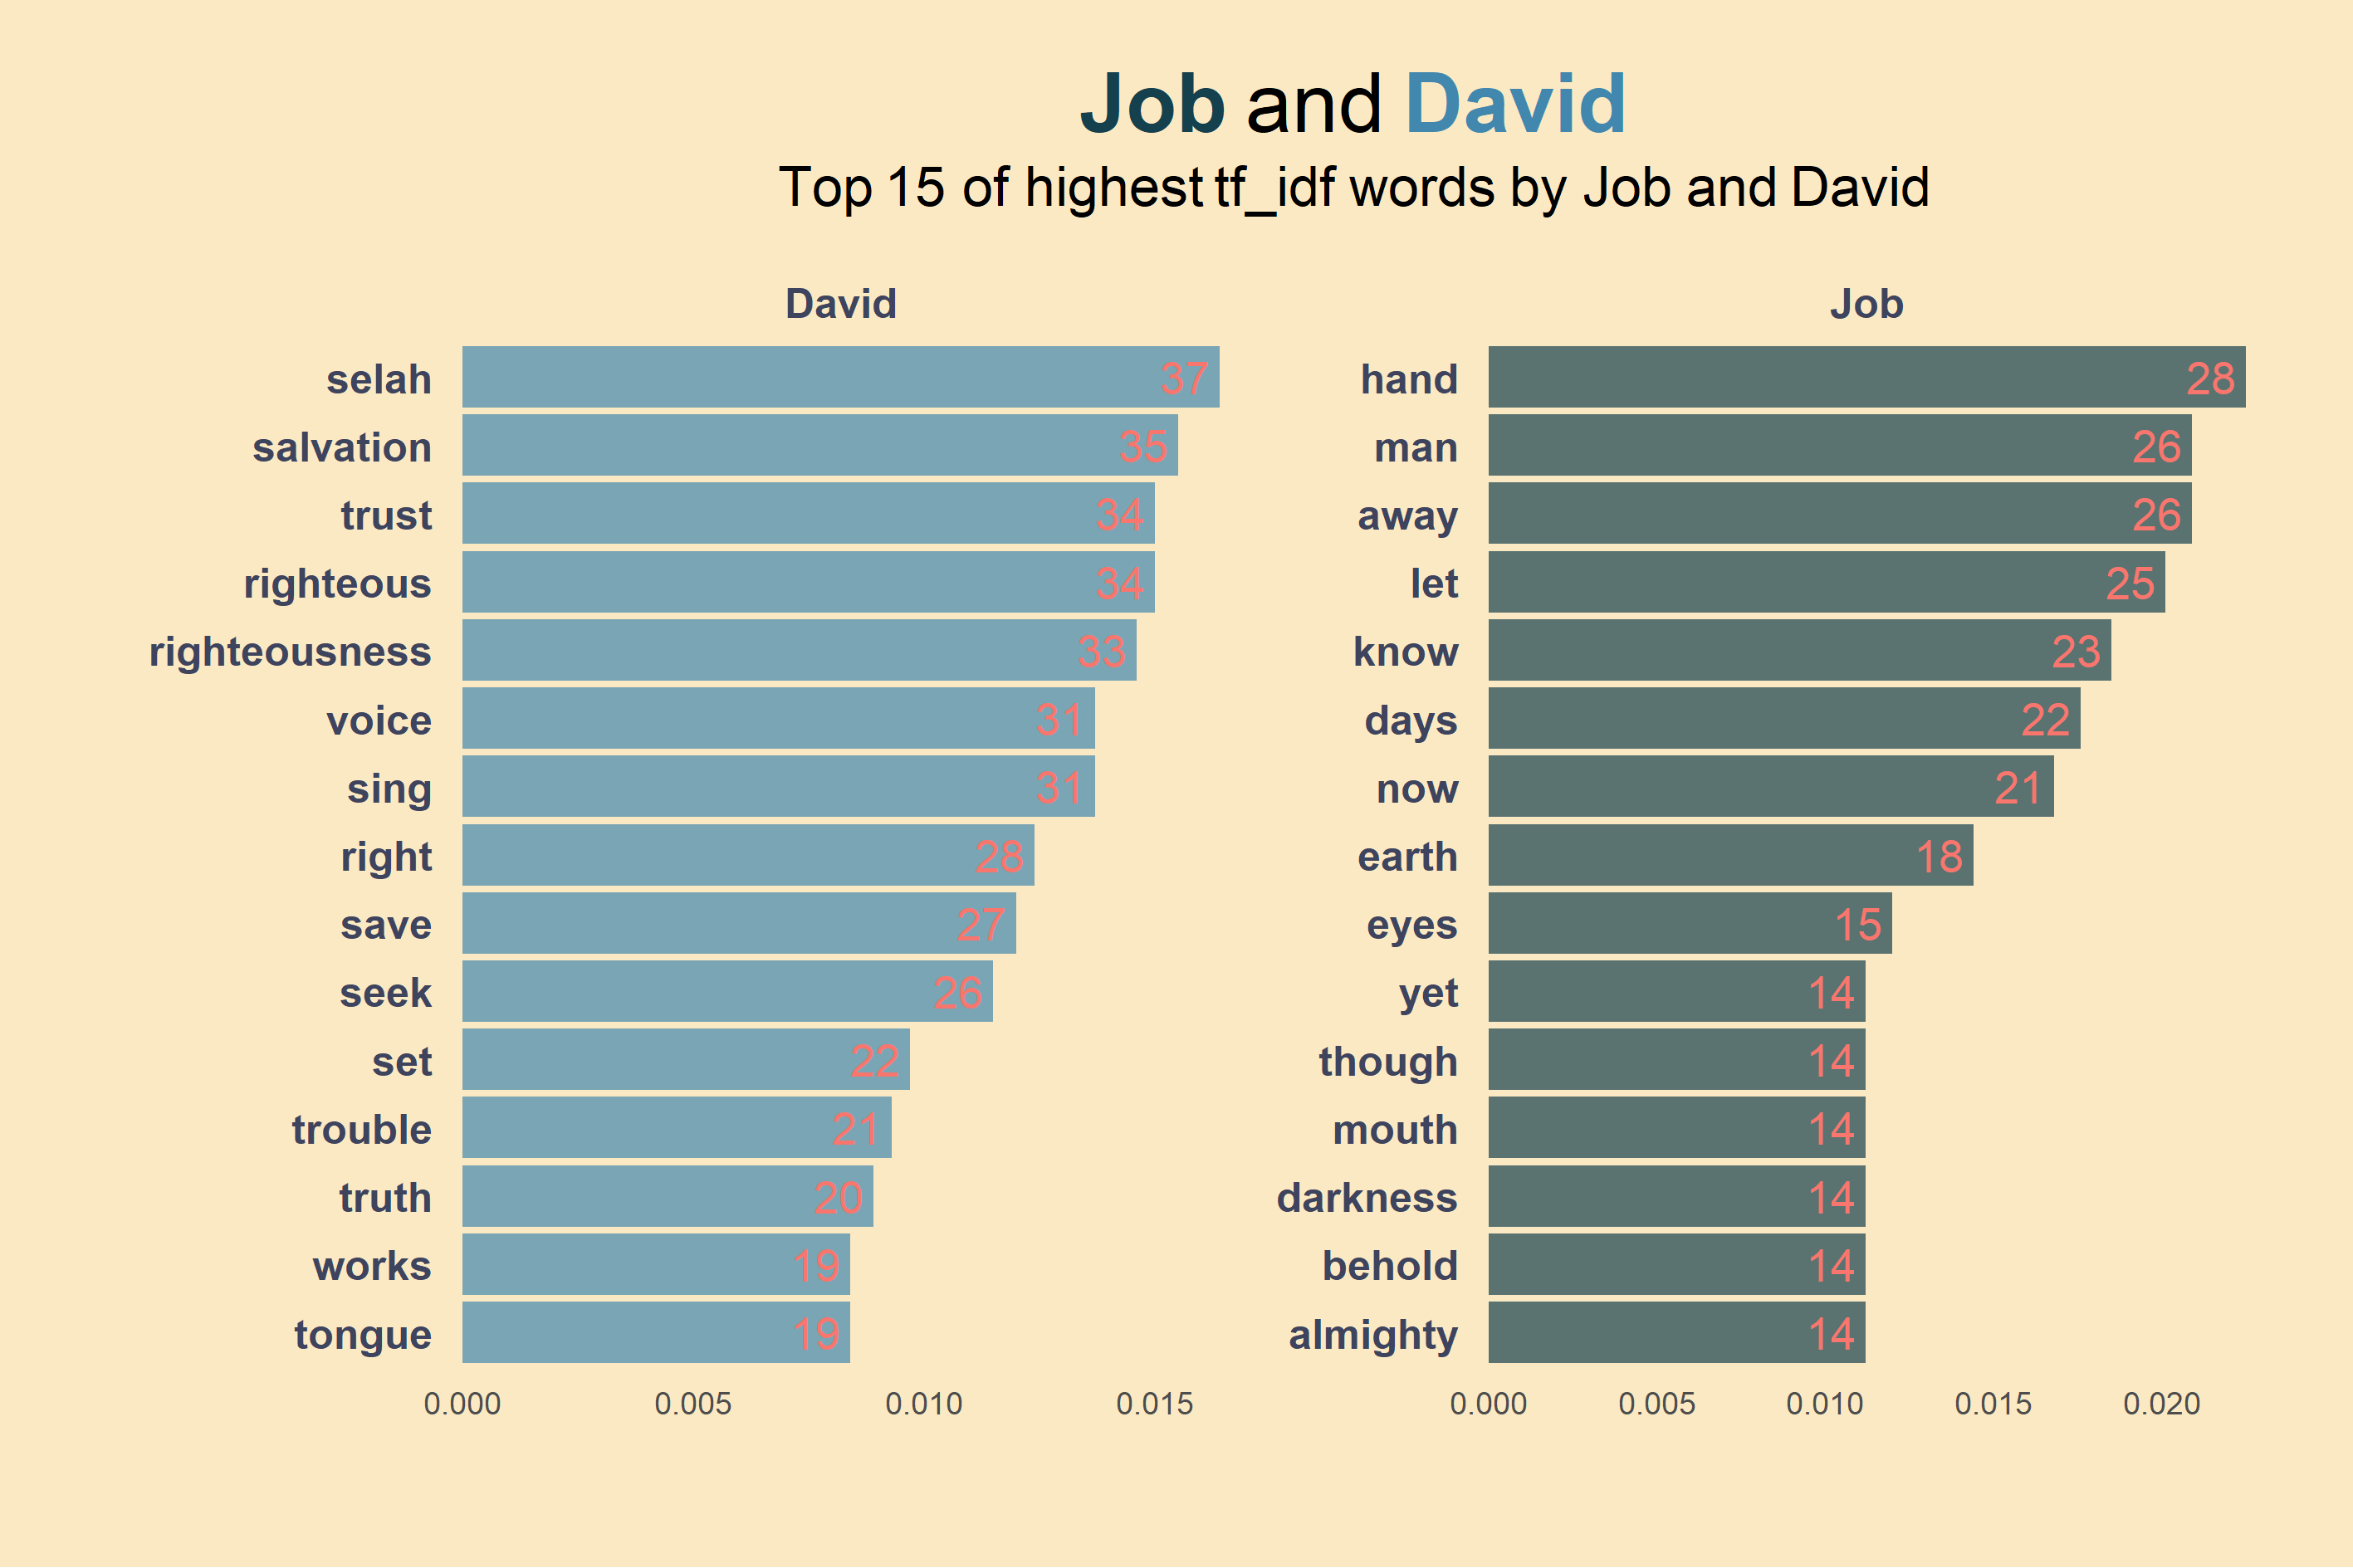 Job and David
Top 15 of highest tf_idf words by Job and David
David
selah 37
salvation 35
trust 34
righteous 34
righteousness 33
voice 31
sing 31
right 28
save 27
seek 26
set 22
trouble 21
truth 20
works 19
tongue 19
0.000 0.005 0.010 0.015
Job
hand 28
man 26
away 26
let 25
know 23
days 22
now 21
earth 18
eyes 15
yet 14
though 14
mouth 14
darkness 14
behold 14
almighty 14
0.000 0.005 0.010 0.015 0.020